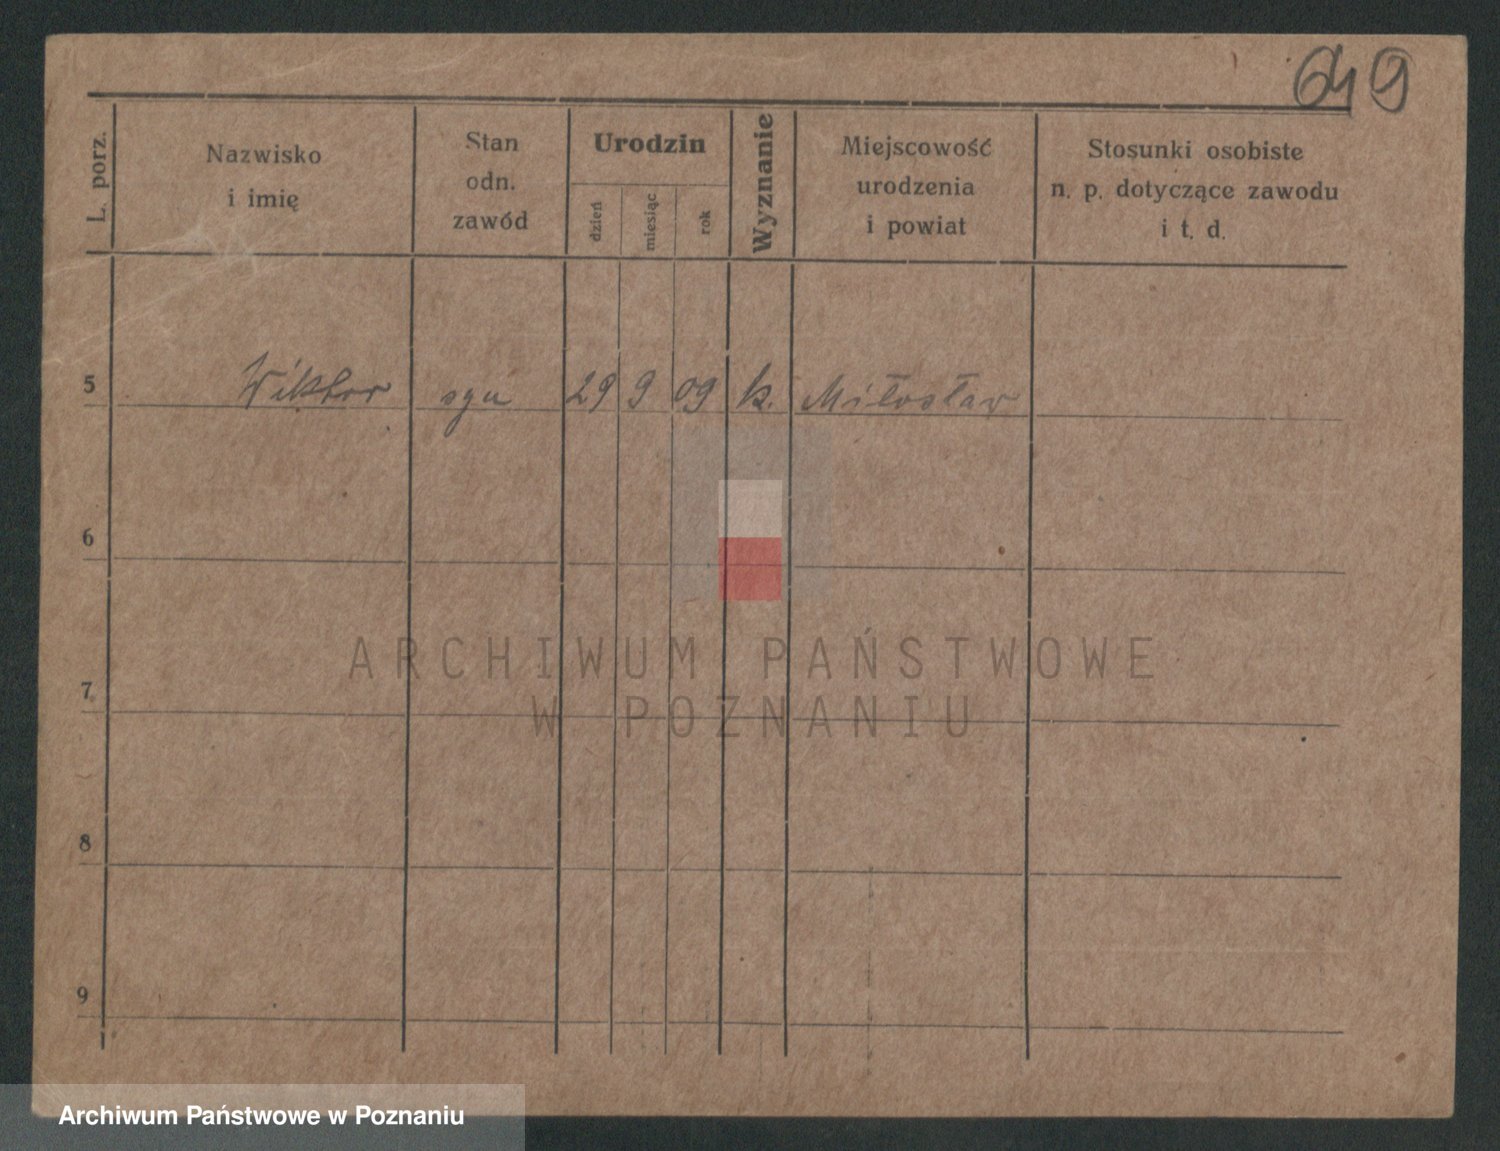 649
L. porz.
Nazwisko
i imię
Stan
odn.
zawód
Urodzin
dzień
miesiąc
rok
Wyznanie
Miejscowość
urodzenia
i powiat
Stosunki osobiste
n. p. dotyczące zawodu
i t. d.
5 Wiktor syn 29 9 09 k. Miłosław
6
7
8
9
ARCHIWUM PAŃSTWOWE
W POZNANIU
Archiwum Państwowe w Poznaniu